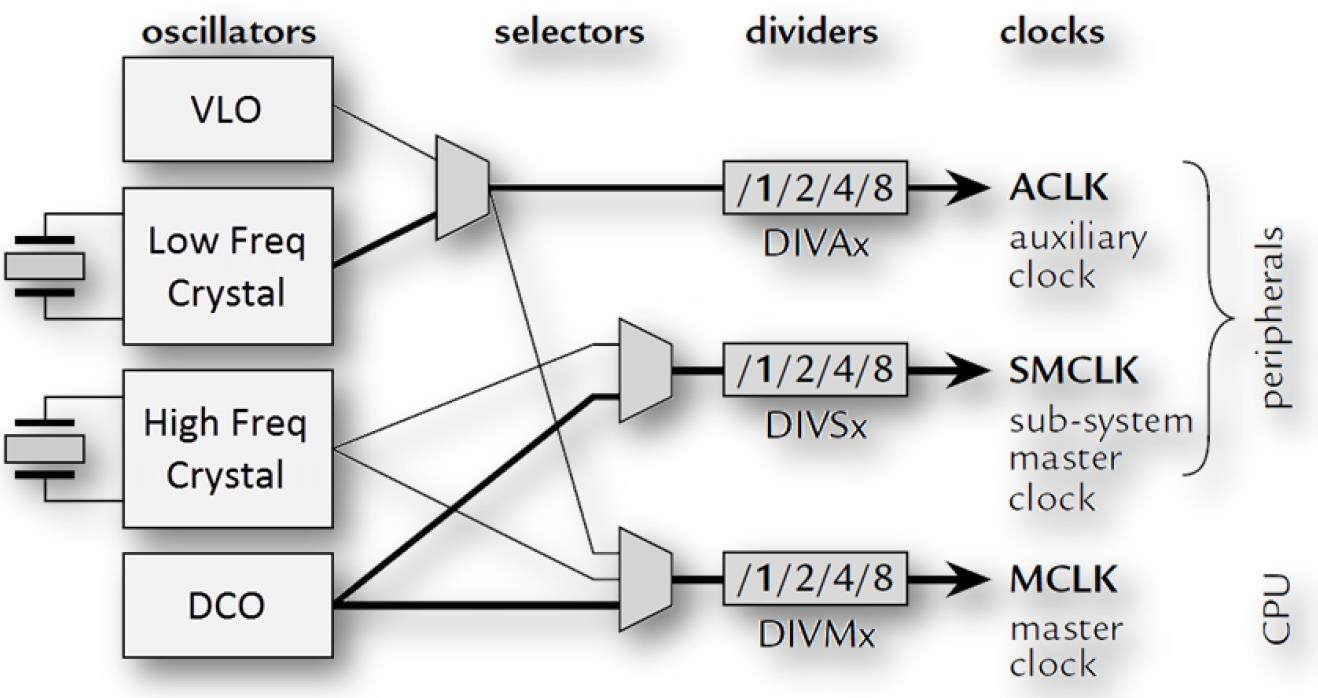 oscillators selectors dividers clocks
VLO
Low Freq
Crystal
High Freq
Crystal
DCO
/1/2/4/8
DIVAx
ACLK
auxiliary
clock
/1/2/4/8
DIVSx
SMCLK
sub-system
master
clock
/1/2/4/8
DIVMx
MCLK
master
clock
peripherals
CPU